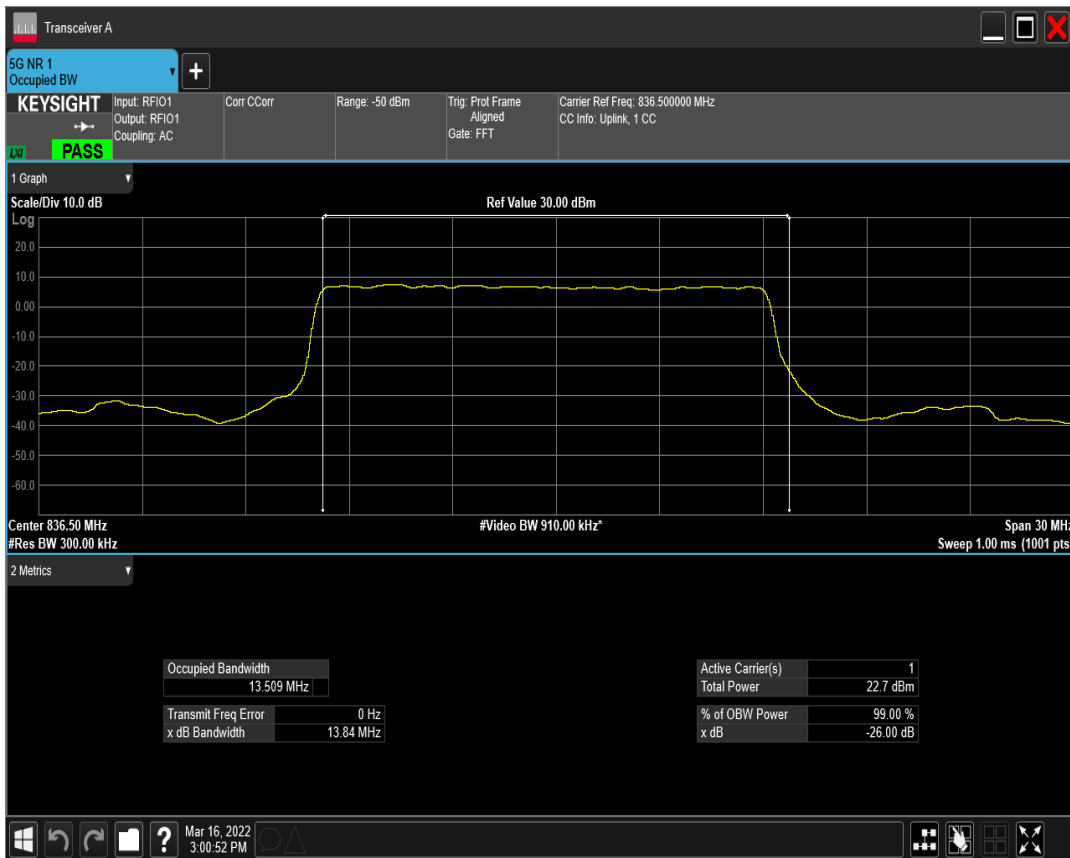 Transceiver A
5G NR 1
Occupied BW
KEYSIGHT
LXI
PASS
Input: RFIO1
Output: RFIO1
Coupling: AC
Corr CCorr
Range: -50 dBm
Trig: Prot Frame
Aligned
Gate: FFT
Carrier Ref Freq: 836.500000 MHz
CC Info: Uplink, 1 CC
1 Graph
Scale/Div 10.0 dB
Ref Value 30.00 dBm
Log
20.0
10.0
0.00
-10.0
-20.0
-30.0
-40.0
-50.0
-60.0
Center 836.50 MHz
#Video BW 910.00 kHz*
Span 30 MHz
#Res BW 300.00 kHz
Sweep 1.00 ms (1001 pts
2 Metrics
Occupied Bandwidth
13.509 MHz
Transmit Freq Error 0 Hz
x dB Bandwidth 13.84 MHz
Active Carrier(s) 1
Total Power 22.7 dBm
% of OBW Power 99.00 %
x dB -26.00 dB
?
Mar 16, 2022
3:00:52 PM